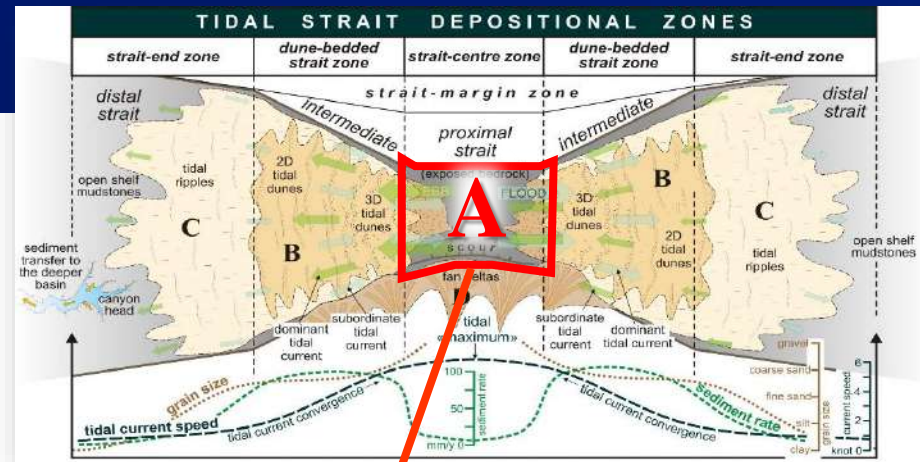 TIDAL STRAIT DEPOSITIONAL ZONES
strait-end zone
dune-bedded
strait zone
strait-centre zone
dune-bedded
strait zone
strait-end zone
strait-margin zone
distal
strait
intermediate
proximal
strait
intermediate
distal
strait
(exposed bedrock)
EBB
FLOOD
A
scour
fan deltas
C
tidal
ripples
2D
tidal
dunes
3D
tidal
dunes
B
3D
tidal
dunes
B
2D
tidal
dunes
C
tidal
ripples
open shelf
mudstones
open shelf
mudstones
sediment
transfer to
the deeper
basin
canyon
head
dominant
tidal
current
subordinate
tidal
current
tidal
«maximum»
subordinate
tidal
current
dominant
tidal
current
grain size
tidal current speed
tidal current convergence
100
50
mm/y 0
sediment rate
tidal current convergence
sediment
rate
gravel
coarse sand
fine sand
silt
clay
grain size
6
4
2
knot 0
current speed